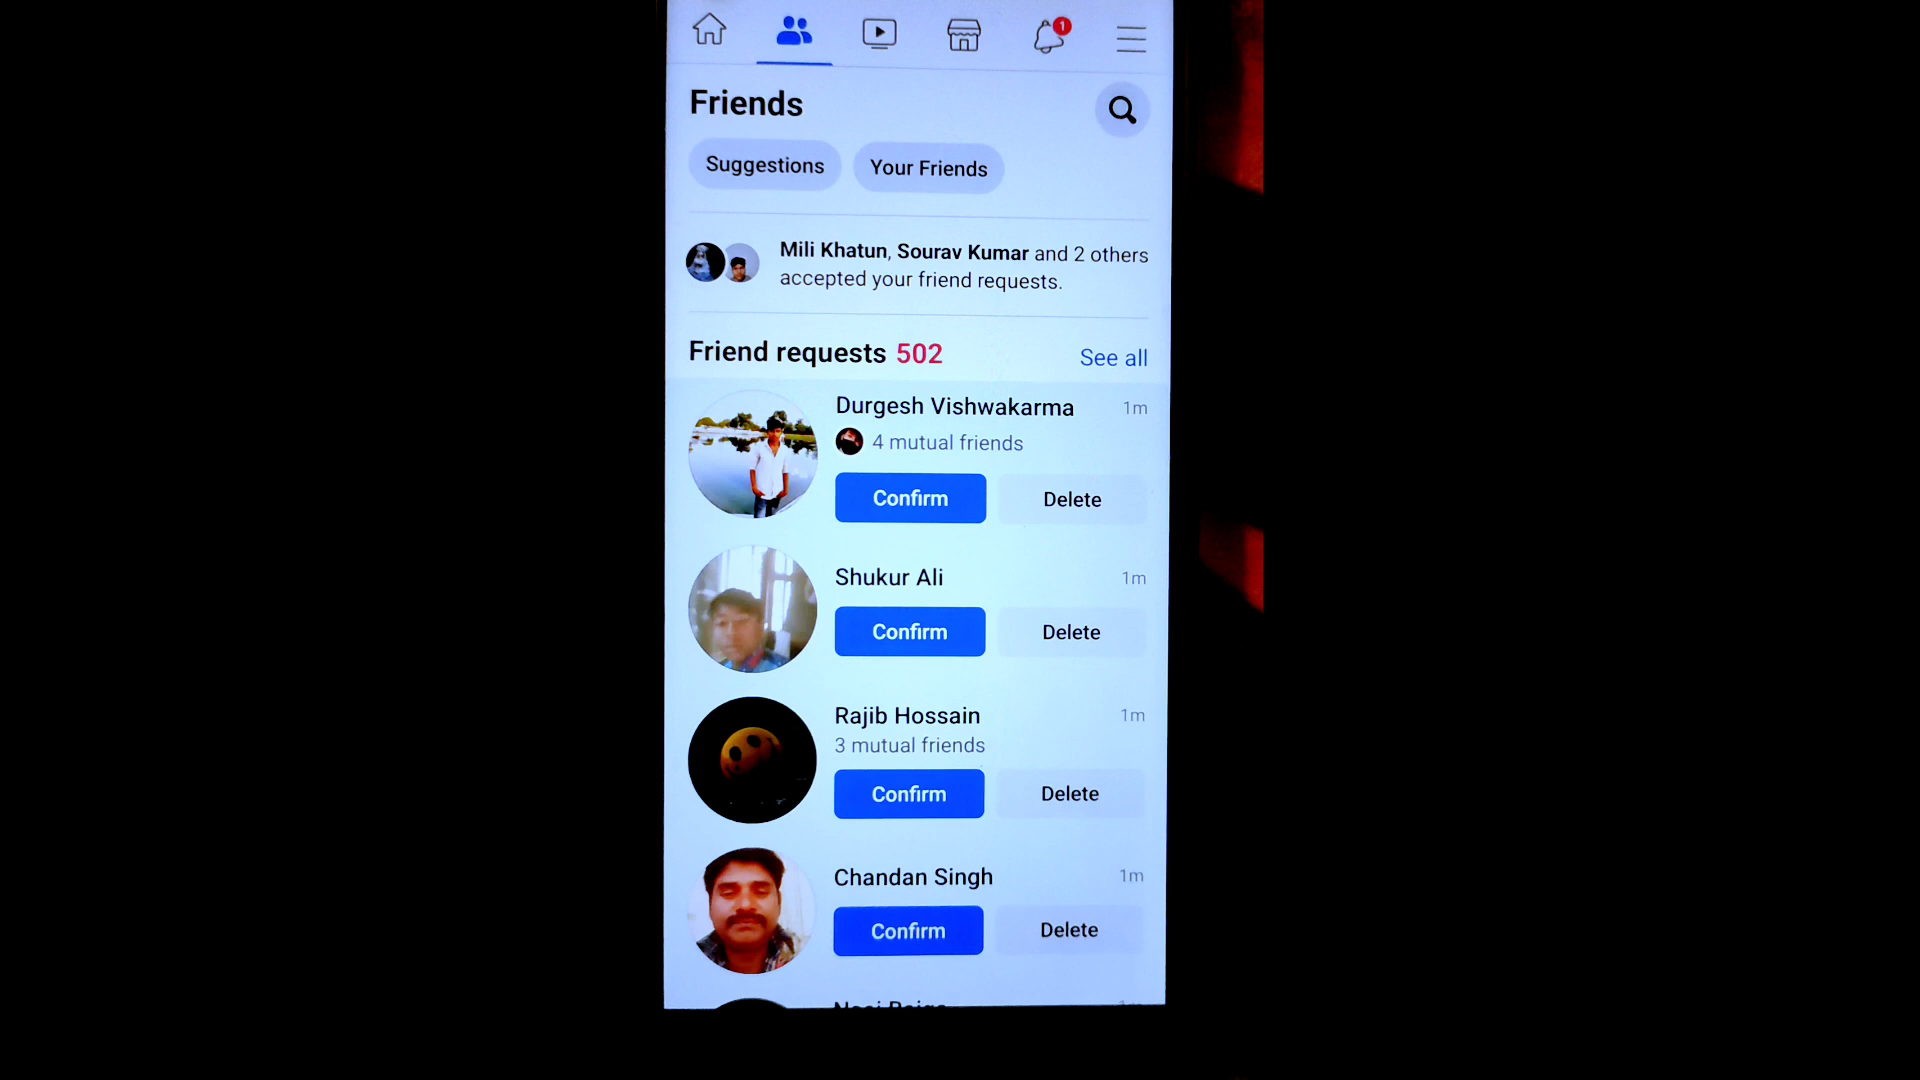 1
Friends
Suggestions
Your Friends
Mili Khatun, Sourav Kumar and 2 others
accepted your friend requests.
Friend requests 502
See all
Durgesh Vishwakarma
1m
4 mutual friends
Confirm
Delete
Shukur Ali
1m
Confirm
Delete
Rajib Hossain
1m
3 mutual friends
Confirm
Delete
Chandan Singh
1m
Confirm
Delete